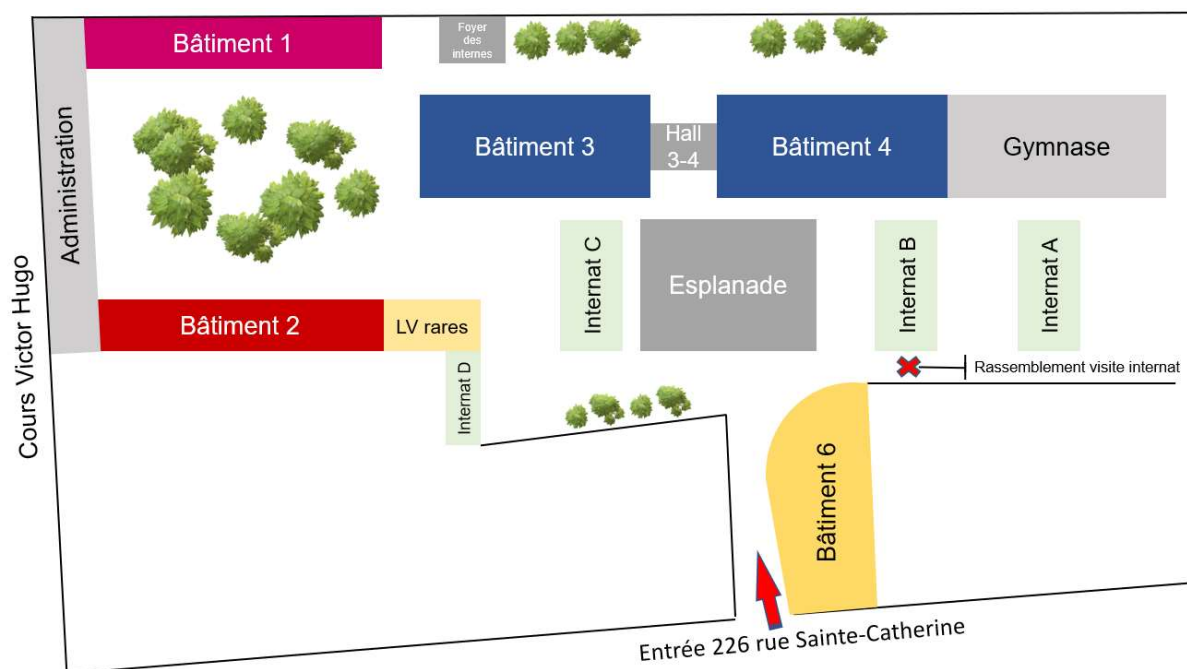 Bâtiment 1
Foyer
des
internes
Administration
Cours Victor Hugo
Bâtiment 3
Hall
3-4
Bâtiment 4
Gymnase
Internat C
Esplanade
Internat B
Internat A
Bâtiment 2
LV rares
Internat D
Rassemblement visite internat
Bâtiment 6
Entrée 226 rue Sainte-Catherine